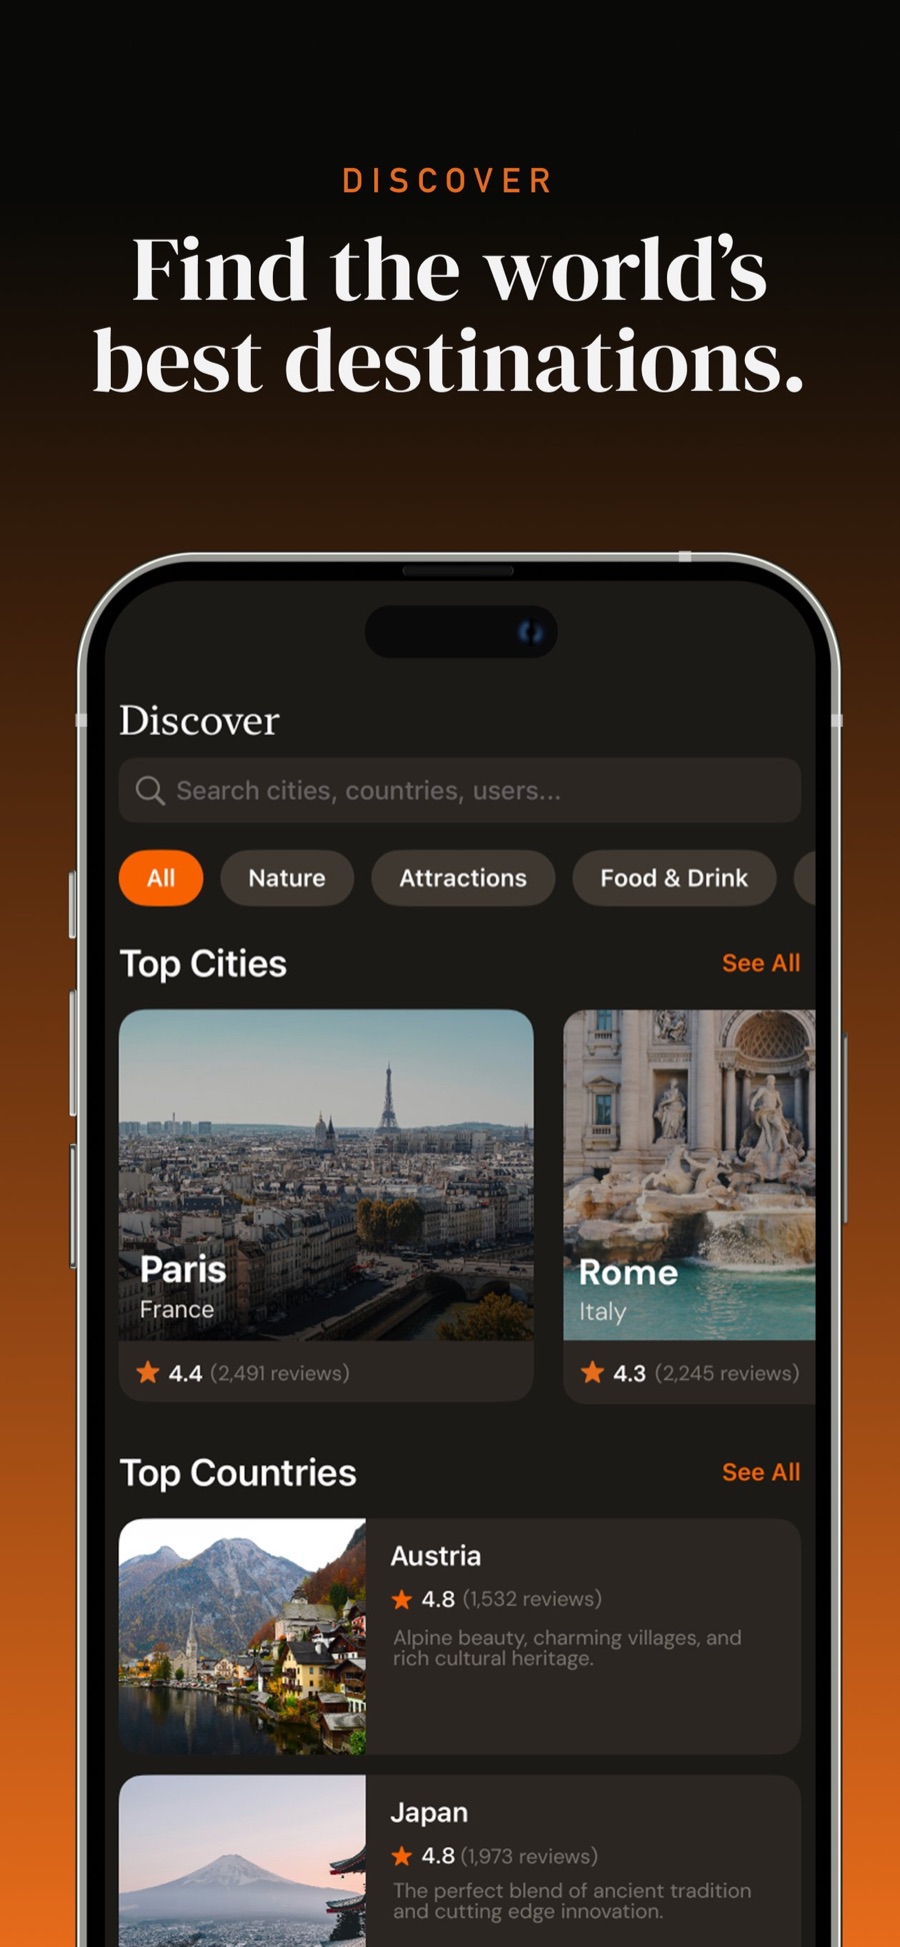 DISCOVER
Find the world’s
best destinations.
Discover
Search cities, countries, users...
All
Nature
Attractions
Food & Drink
Top Cities
See All
Paris
France
4.4 (2,491 reviews)
Rome
Italy
4.3 (2,245 reviews)
Top Countries
See All
Austria
4.8 (1,532 reviews)
Alpine beauty, charming villages, and
rich cultural heritage.
Japan
4.8 (1,973 reviews)
The perfect blend of ancient tradition
and cutting edge innovation.